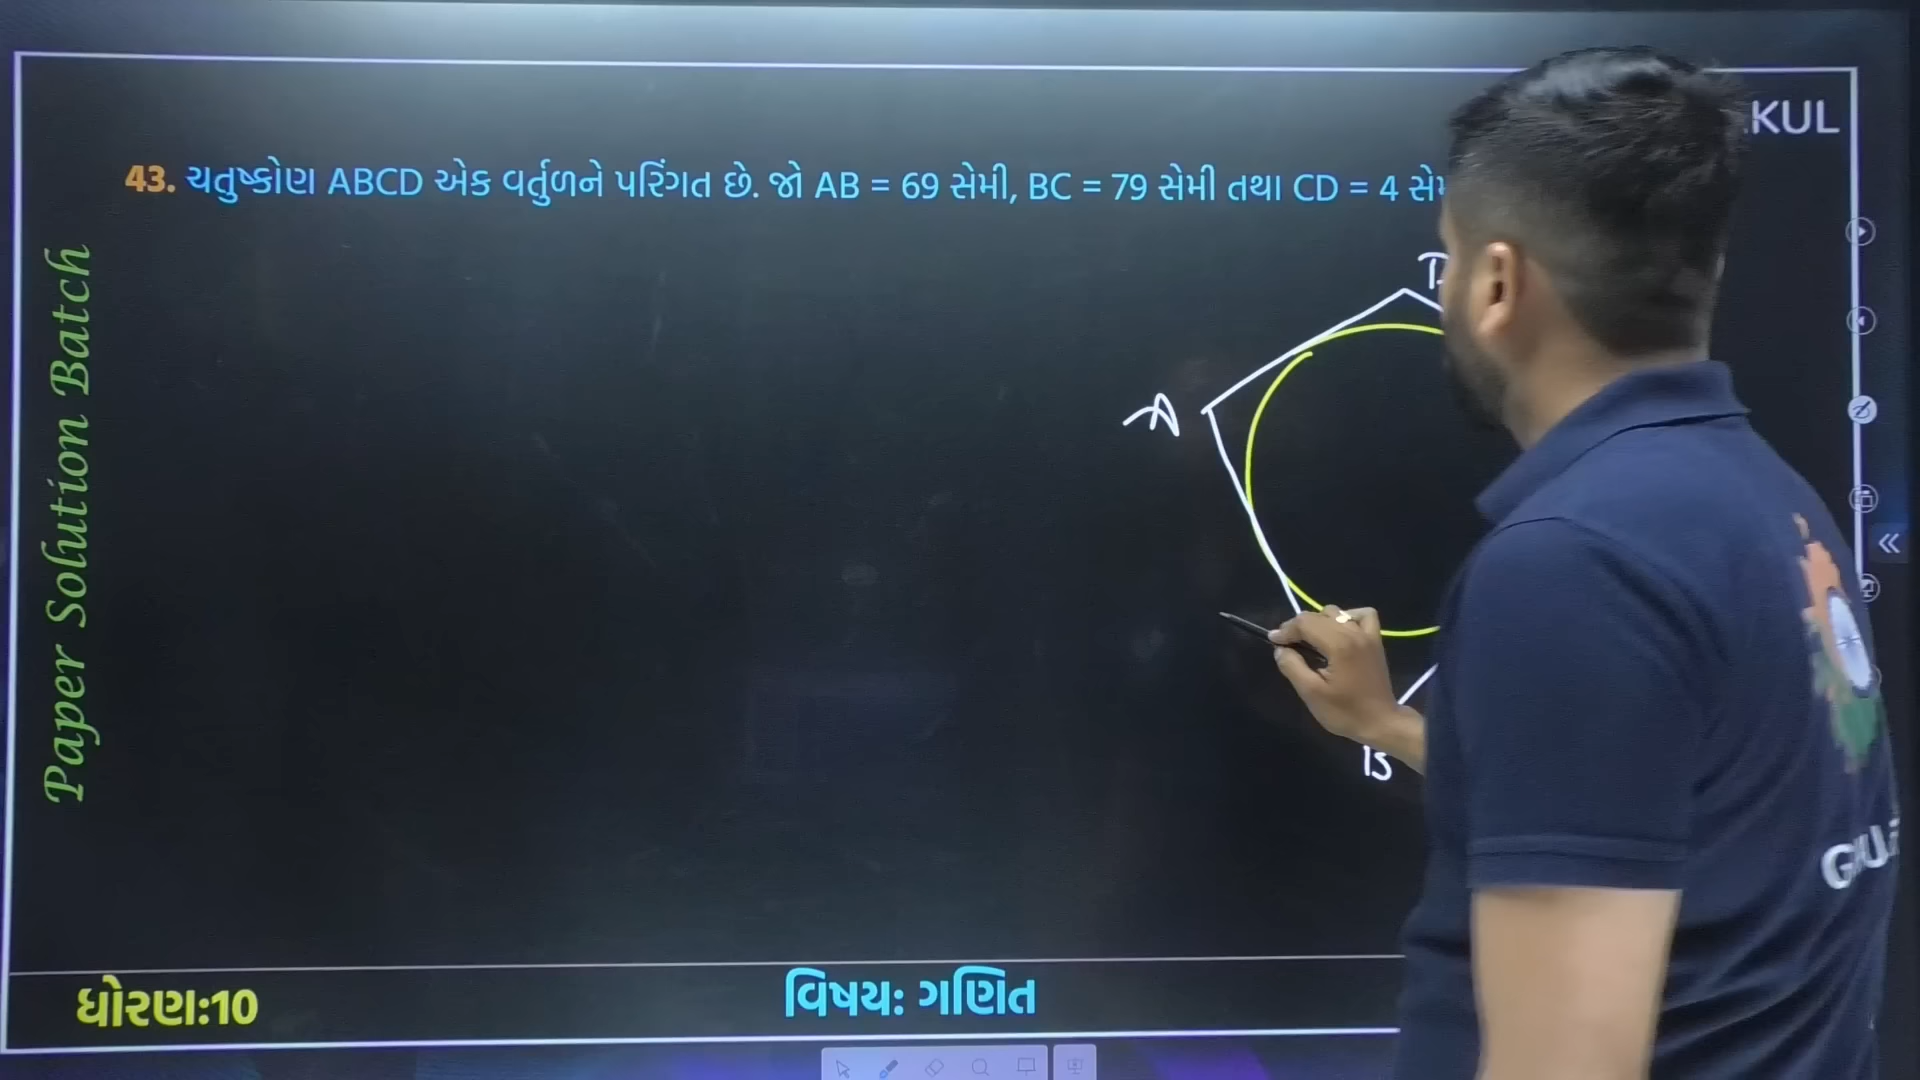 KUL
43. ચતુષ્કોણ ABCD એક વર્તુળને પરિંગત છે. જો AB = 69 સેમી, BC = 79 સેમી તથા CD = 4
Paper Solution Batch
A
B
ધોરણ:10
વિષય: ગણિત